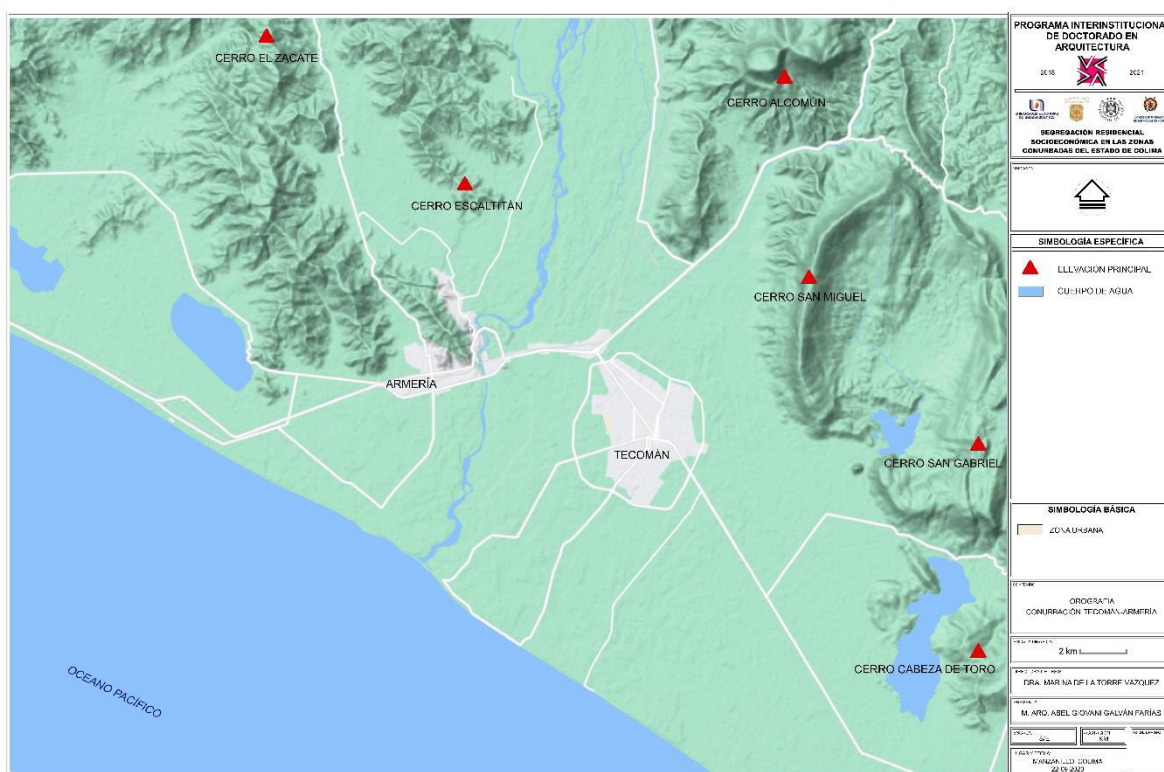 CERRO EL ZACATE
CERRO ALCOMÚN
CERRO ESCALTITÁN
CERRO SAN MIGUEL
ARMERÍA
TECOMÁN
CERRO SAN GABRIEL
CERRO CABEZA DE TORO
OCEANO PACÍFICO
PROGRAMA INTERINSTITUCIONA
DE DOCTORADO EN
ARQUITECTURA
2021
SEGREGACIÓN RESIDENCIAL
SOCIOECONÓMICA EN LAS ZONAS
CONURBADAS DEL ESTADO DE COLIMA
SIMBOLOGÍA ESPECÍFICA
ELEVACIÓN PRINCIPAL
CUERPO DE AGUA
SIMBOLOGÍA BÁSICA
ZONA URBANA
OROGRAFIA
CONURBACIÓN TECOMÁN-ARMERÍA
2 km
DRA. MARINA DE LA TORRE VAZQUEZ
M. ARQ. ABEL GIOVANI GALVÁN FARÍAS
MANZANILLO, COLIMA